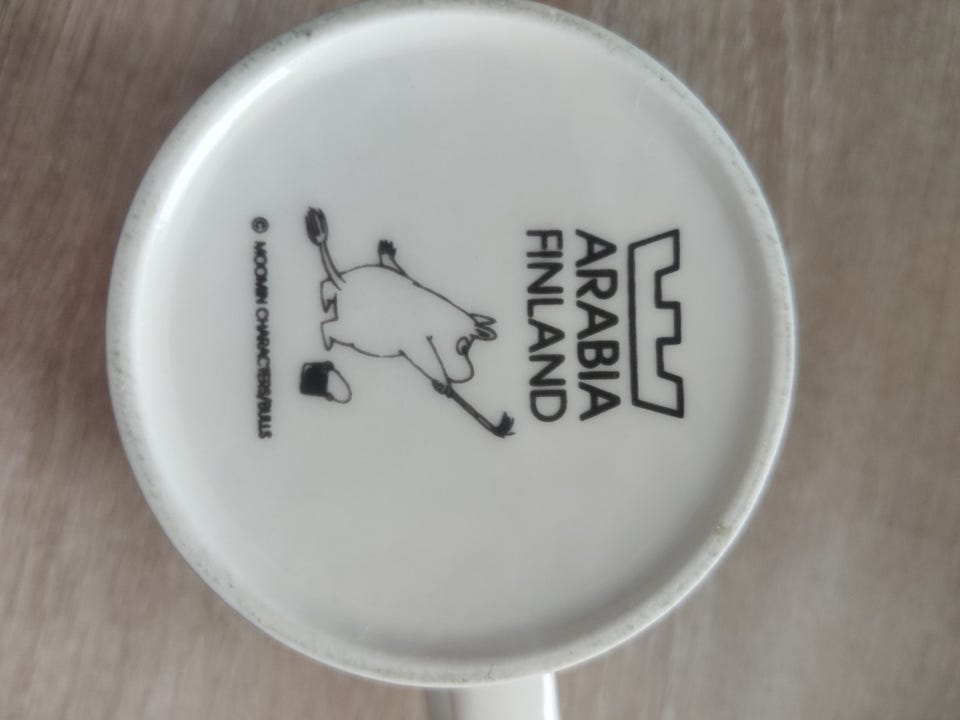 ARABIA
FINLAND
© MOOMIN CHARACTERS/BULLS